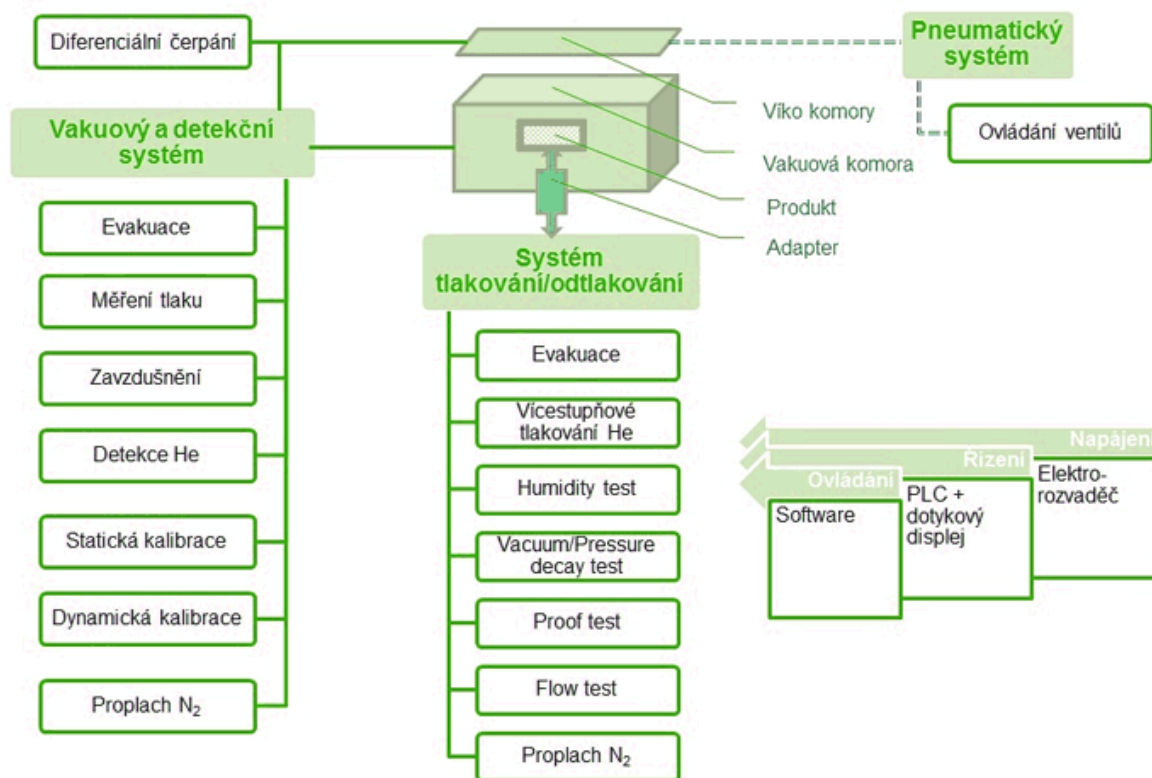 Diferenciální čerpání
Pneumatický
systém
Ovládání ventilů
Víko komory
Vakuová komora
Produkt
Adapter
Vakuový a detekční
systém
Evakuace
Měření tlaku
Zavzdušnění
Detekce He
Statická kalibrace
Dynamická kalibrace
Proplach N₂
Systém
tlakování/odtlakování
Evakuace
Vícestupňové
tlakování He
Humidity test
Vacuum/Pressure
decay test
Proof test
Flow test
Proplach N₂
Napájení
Řízení
Ovládání
Elektro-
rozvaděč
PLC +
dotykový
displej
Software